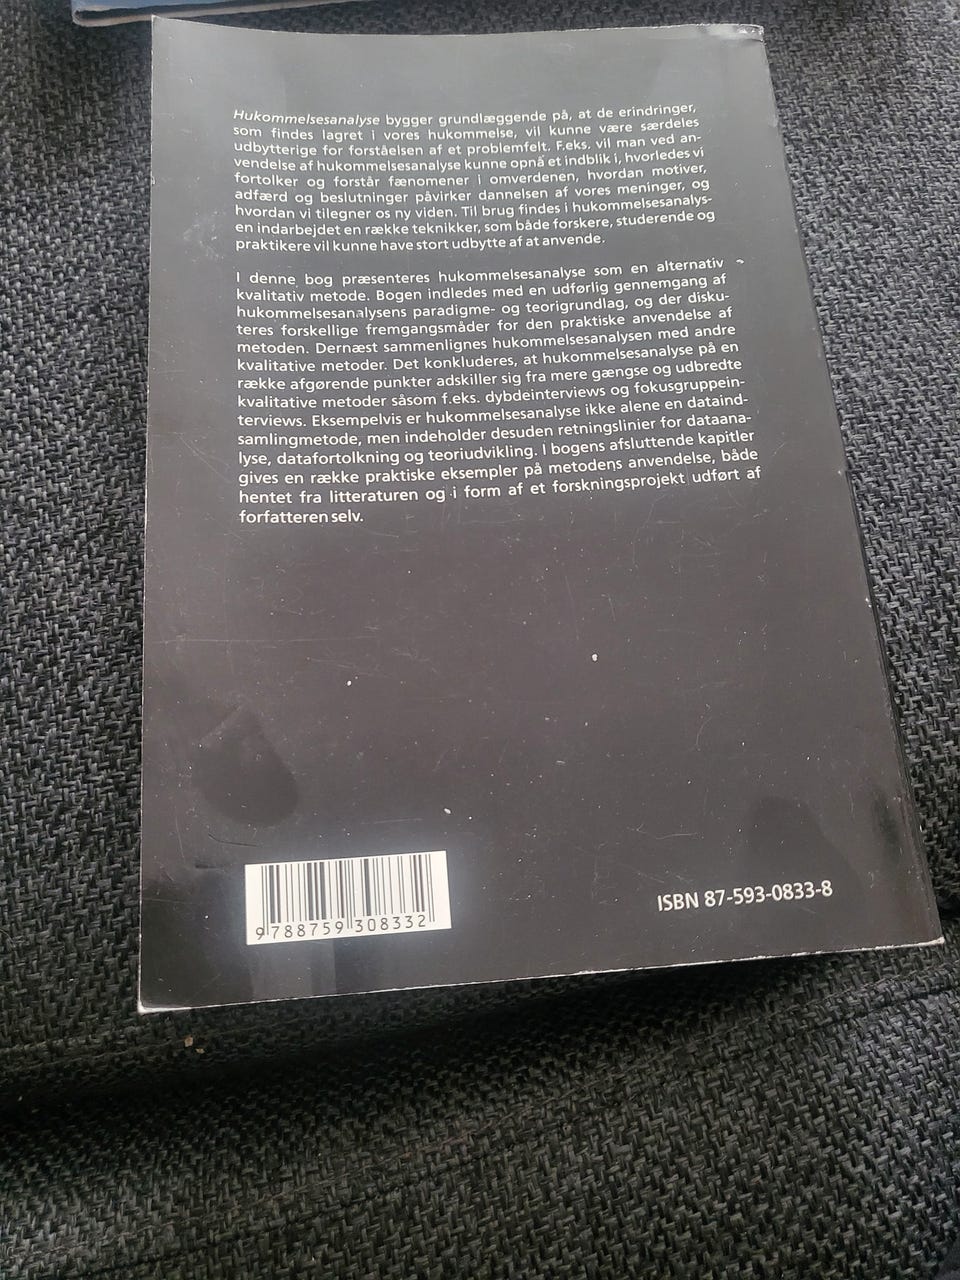 Hukommelsesanalyse bygger grundlæggende på, at de erindringer,
som findes lagret i vores hukommelse, vil kunne være særdeles
udbytterige for forståelsen af et problemfelt. F.eks. vil man ved an-
vendelse af hukommelsesanalyse kunne opnå et indblik i, hvorledes vi
fortolker og forstår fænomener i omverdenen, hvordan motiver,
adfærd og beslutninger påvirker dannelsen af vores meninger, og
hvordan vi tilegner os ny viden. Til brug findes i hukommelsesanalys-
en indarbejdet en række teknikker, som både forskere, studerende og
praktikere vil kunne have stort udbytte af at anvende.
I denne bog præsenteres hukommelsesanalyse som en alternativ
kvalitativ metode. Bogen indledes med en udførlig gennemgang af
hukommelsesanalysens paradigme- og teorigrundlag, og der disku-
teres forskellige fremgangsmåder for den praktiske anvendelse af
metoden. Dernæst sammenlignes hukommelsesanalysen med andre
kvalitative metoder. Det konkluderes, at hukommelsesanalyse på en
række afgørende punkter adskiller sig fra mere gængse og udbredte
kvalitative metoder såsom f.eks. dybdeinterviews og fokusgruppein-
terviews. Eksempelvis er hukommelsesanalyse ikke alene en dataind-
samlingmetode, men indeholder desuden retningslinier for dataana-
lyse, datafortolkning og teoriudvikling. I bogens afsluttende kapitler
gives en række praktiske eksempler på metodens anvendelse, både
hentet fra litteraturen og i form af et forskningsprojekt udført af
forfatteren selv.
9 788759 308332
ISBN 87-593-0833-8